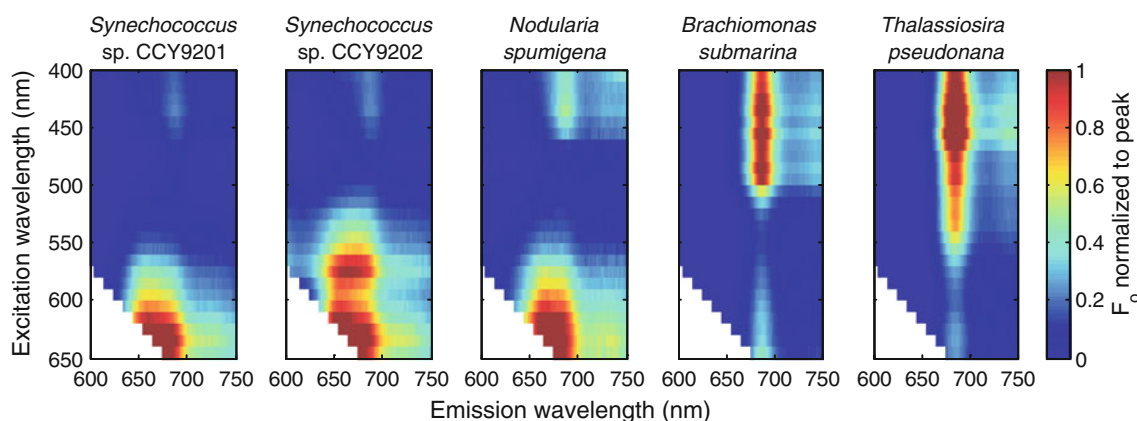 Synechococcus
sp. CCY9201
Synechococcus
sp. CCY9202
Nodularia
spumigena
Brachiomonas
submarina
Thalassiosira
pseudonana
Excitation wavelength (nm)
400
450
500
550
600
650
600 650 700 750
600 650 700 750
600 650 700 750
600 650 700 750
600 650 700 750
Emission wavelength (nm)
1
0.8
0.6
0.4
0.2
0
Fo normalized to peak